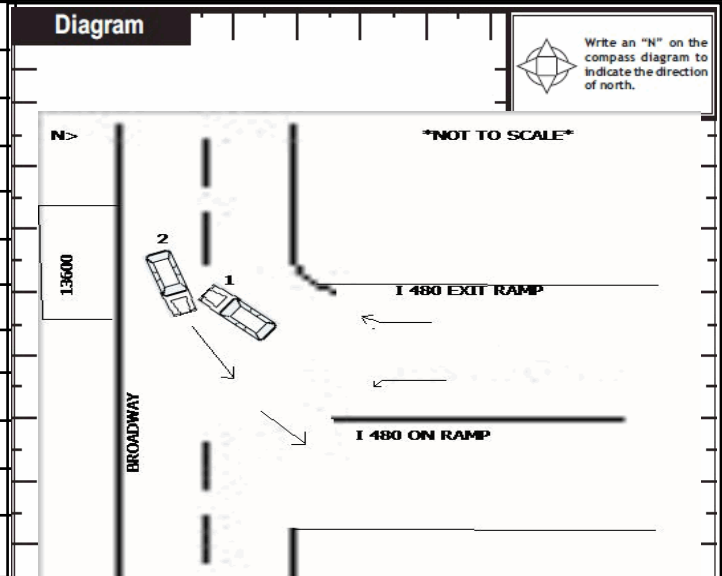 Diagram
Write an “N” on the
compass diagram to
indicate the direction
of north.
N>
*NOT TO SCALE*
2
1
13600
I 480 EXIT RAMP
BROADWAY
I 480 ON RAMP